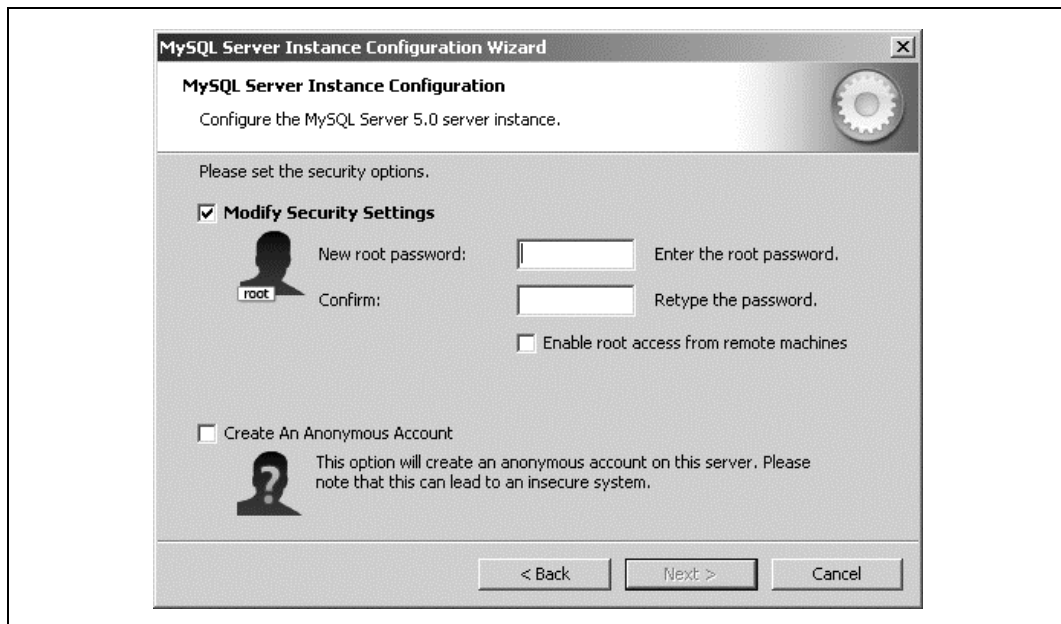 MySQL Server Instance Configuration Wizard
MySQL Server Instance Configuration
Configure the MySQL Server 5.0 server instance.
Please set the security options.
Modify Security Settings
New root password: Enter the root password.
root
Confirm: Retype the password.
Enable root access from remote machines
Create An Anonymous Account
This option will create an anonymous account on this server. Please
note that this can lead to an insecure system.
< Back Next > Cancel